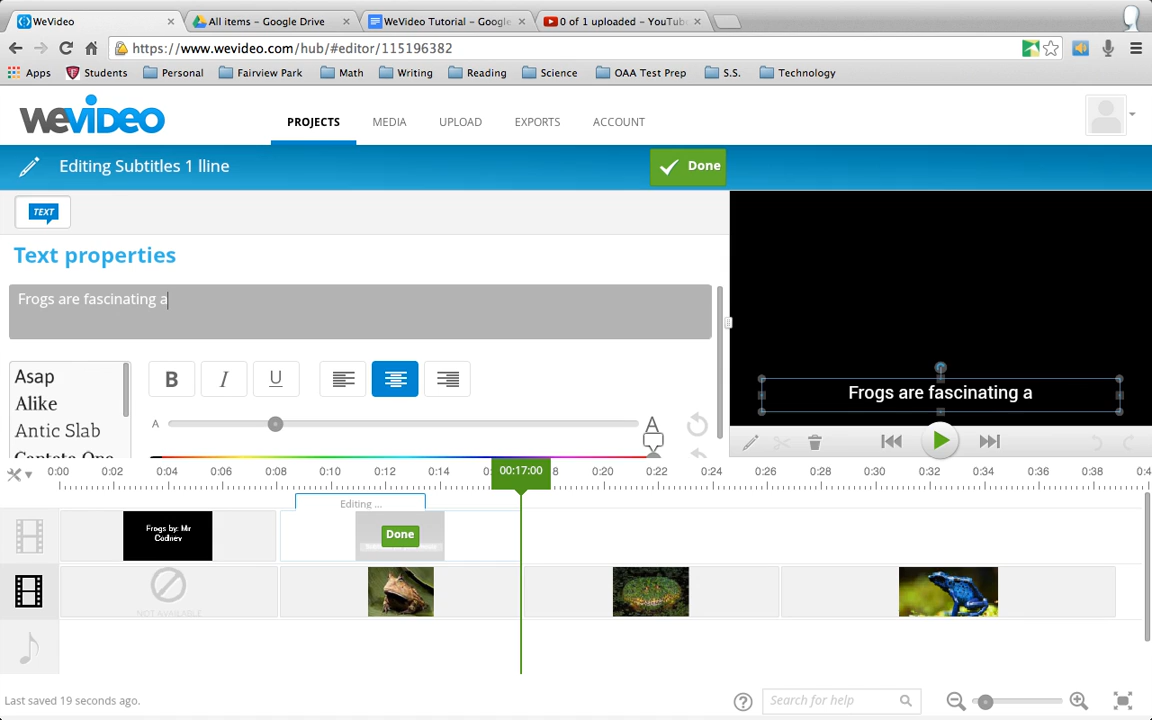 WeVideo
All items - Google Drive
WeVideo Tutorial - Google
0 of 1 uploaded - YouTube
https://www.wevideo.com/hub/#editor/115196382
Apps
Students
Personal
Fairview Park
Math
Writing
Reading
Science
OAA Test Prep
S.S.
Technology
wevideo
PROJECTS
MEDIA
UPLOAD
EXPORTS
ACCOUNT
Editing Subtitles 1 lline
Done
TEXT
Text properties
Frogs are fascinating a
Asap
Alike
Antic Slab
B
I
U
A
A
Frogs are fascinating a
0:00
0:02
0:04
0:06
0:08
0:10
0:12
0:14
00:17:00
0:20
0:22
0:24
0:26
0:28
0:30
0:32
0:34
0:36
0:38
Editing ...
Frogs by: Mr
Codney
Done
NOT AVAILABLE
Last saved 19 seconds ago.
Search for help